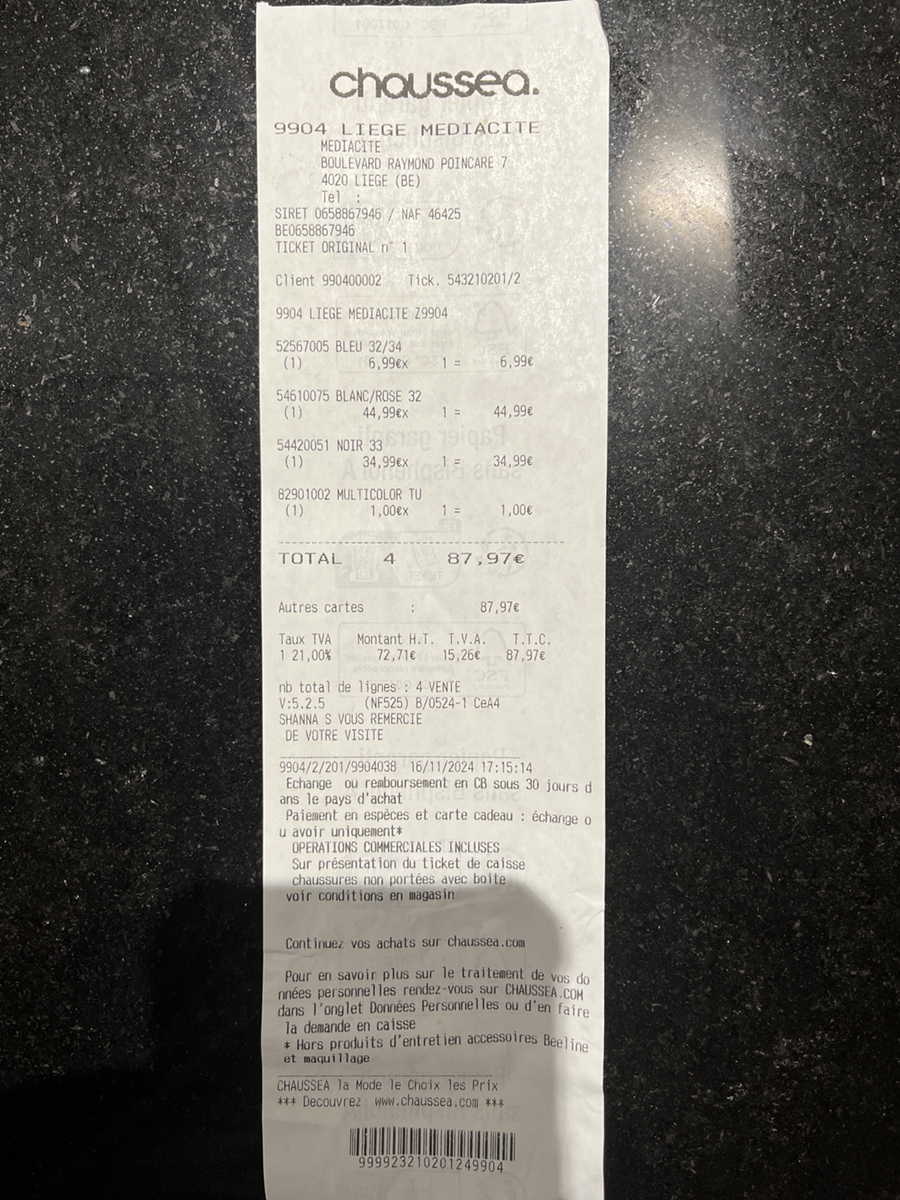 chaussea.
9904 LIEGE MEDIACITE
MEDIACITE
BOULEVARD RAYMOND POINCARE 7
4020 LIEGE (BE)
Tel :
SIRET 0658867946 / NAF 46425
BE0658867946
TICKET ORIGINAL n° 1
Client 990400002 Tick. 543210201/2
9904 LIEGE MEDIACITE Z9904
52567005 BLEU 32/34
(1) 6,99€x 1 = 6,99€
54610075 BLANC/ROSE 32
(1) 44,99€x 1 = 44,99€
54420051 NOIR 33
(1) 34,99€x 1 = 34,99€
82901002 MULTICOLOR TU
(1) 1,00€x 1 = 1,00€
TOTAL 4 87,97€
Autres cartes : 87,97€
Taux TVA Montant H.T. T.V.A. T.T.C.
1 21,00% 72,71€ 15,26€ 87,97€
nb total de lignes : 4 VENTE
V:5.2.5 (NF525) B/0524-1 CeA4
SHANNA S VOUS REMERCIE
DE VOTRE VISITE
9904/2/201/9904038 16/11/2024 17:15:14
Echange ou remboursement en CB sous 30 jours d
ans le pays d'achat
Paiement en espèces et carte cadeau : échange o
u avoir uniquement*
OPERATIONS COMMERCIALES INCLUSES
Sur présentation du ticket de caisse
chaussures non portées avec boite
voir conditions en magasin
Continuez vos achats sur chaussea.com
Pour en savoir plus sur le traitement de vos do
nnées personnelles rendez-vous sur CHAUSSEA.COM
dans l'onglet Données Personnelles ou d'en faire
la demande en caisse
* Hors produits d'entretien accessoires Beeline
et maquillage
CHAUSSEA la Mode le Choix les Prix
*** Decouvrez www.chaussea.com ***
999923210201249904